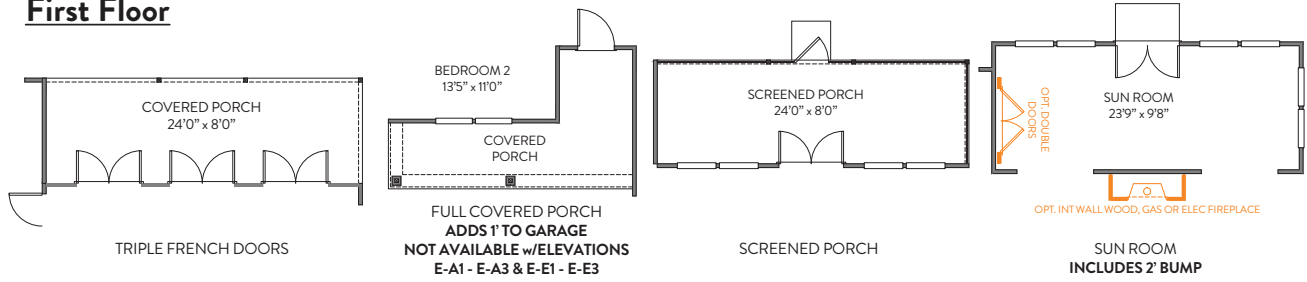 First Floor
COVERED PORCH
24'0" x 8'0"
TRIPLE FRENCH DOORS
BEDROOM 2
13'5" x 11'0"
COVERED
PORCH
FULL COVERED PORCH
ADDS 1' TO GARAGE
NOT AVAILABLE w/ELEVATIONS
E-A1 - E-A3 & E-E1 - E-E3
SCREENED PORCH
24'0" x 8'0"
SCREENED PORCH
OPT. DOUBLE
DOORS
SUN ROOM
23'9" x 9'8"
OPT. INT WALL WOOD, GAS OR ELEC FIREPLACE
SUN ROOM
INCLUDES 2' BUMP